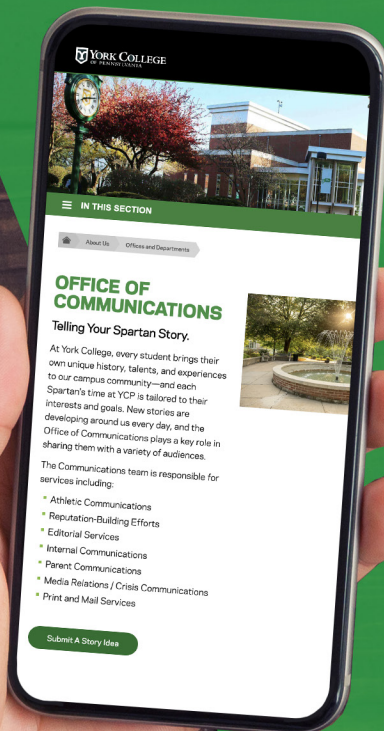 YORK COLLEGE
OF PENNSYLVANIA
IN THIS SECTION
About Us
Offices and Departments
OFFICE OF
COMMUNICATIONS
Telling Your Spartan Story.
At York College, every student brings their
own unique history, talents, and experiences
to our campus community—and each
Spartan's time at YCP is tailored to their
interests and goals. New stories are
developing around us every day, and the
Office of Communications plays a key role in
sharing them with a variety of audiences.
The Communications team is responsible for
services including:
Athletic Communications
Reputation-Building Efforts
Editorial Services
Internal Communications
Parent Communications
Media Relations / Crisis Communications
Print and Mail Services
Submit A Story Idea